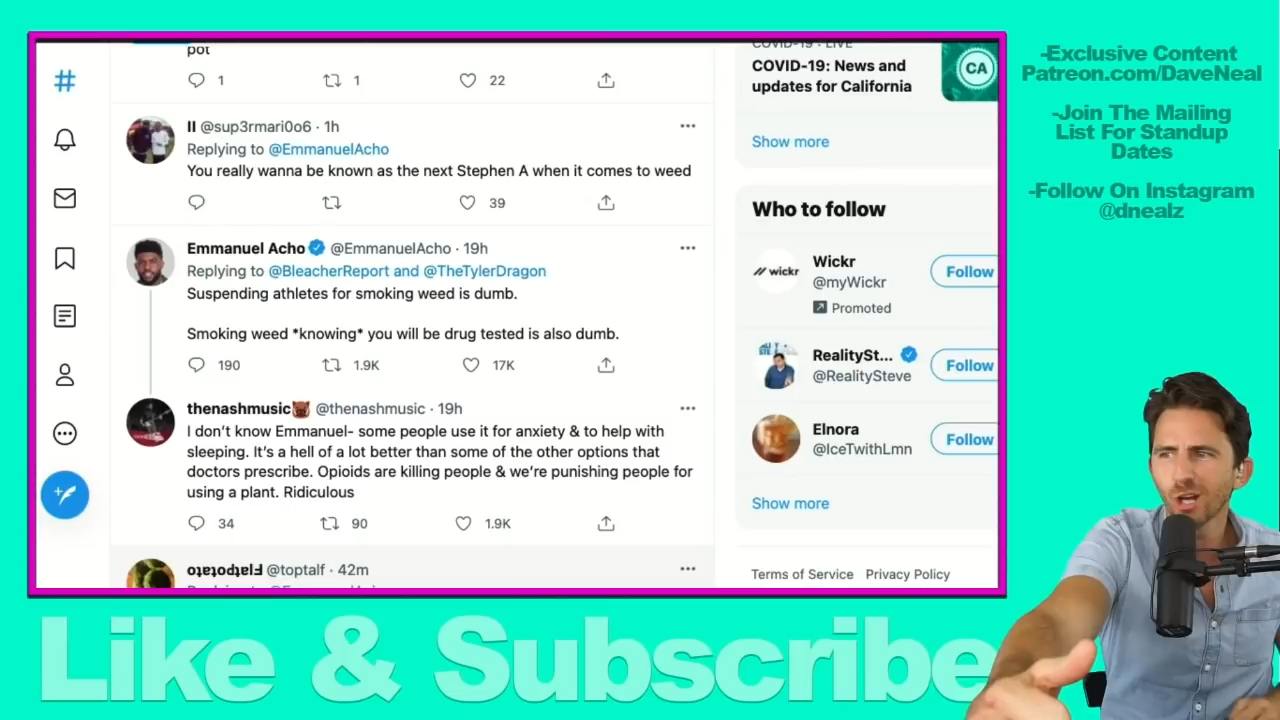 pot
1
1
22
II @sup3rmari0o6 · 1h
Replying to @EmmanuelAcho
You really wanna be known as the next Stephen A when it comes to weed
39
Emmanuel Acho @EmmanuelAcho · 19h
Replying to @BleacherReport and @TheTylerDragon
Suspending athletes for smoking weed is dumb.
Smoking weed *knowing* you will be drug tested is also dumb.
190
1.9K
17K
thenashmusic @thenashmusic · 19h
I don't know Emmanuel- some people use it for anxiety & to help with
sleeping. It's a hell of a lot better than some of the other options that
doctors prescribe. Opioids are killing people & we're punishing people for
using a plant. Ridiculous
34
90
1.9K
@toptalf · 42m
COVID-19 · LIVE
COVID-19: News and
updates for California
CA
Show more
Who to follow
wickr
Wickr
@myWickr
Promoted
Follow
RealitySt...
@RealitySteve
Follow
Elnora
@IceTwithLmn
Follow
Show more
Terms of Service Privacy Policy
-Exclusive Content
Patreon.com/DaveNeal
-Join The Mailing
List For Standup
Dates
-Follow On Instagram
@dnealz
Like & Subscribe